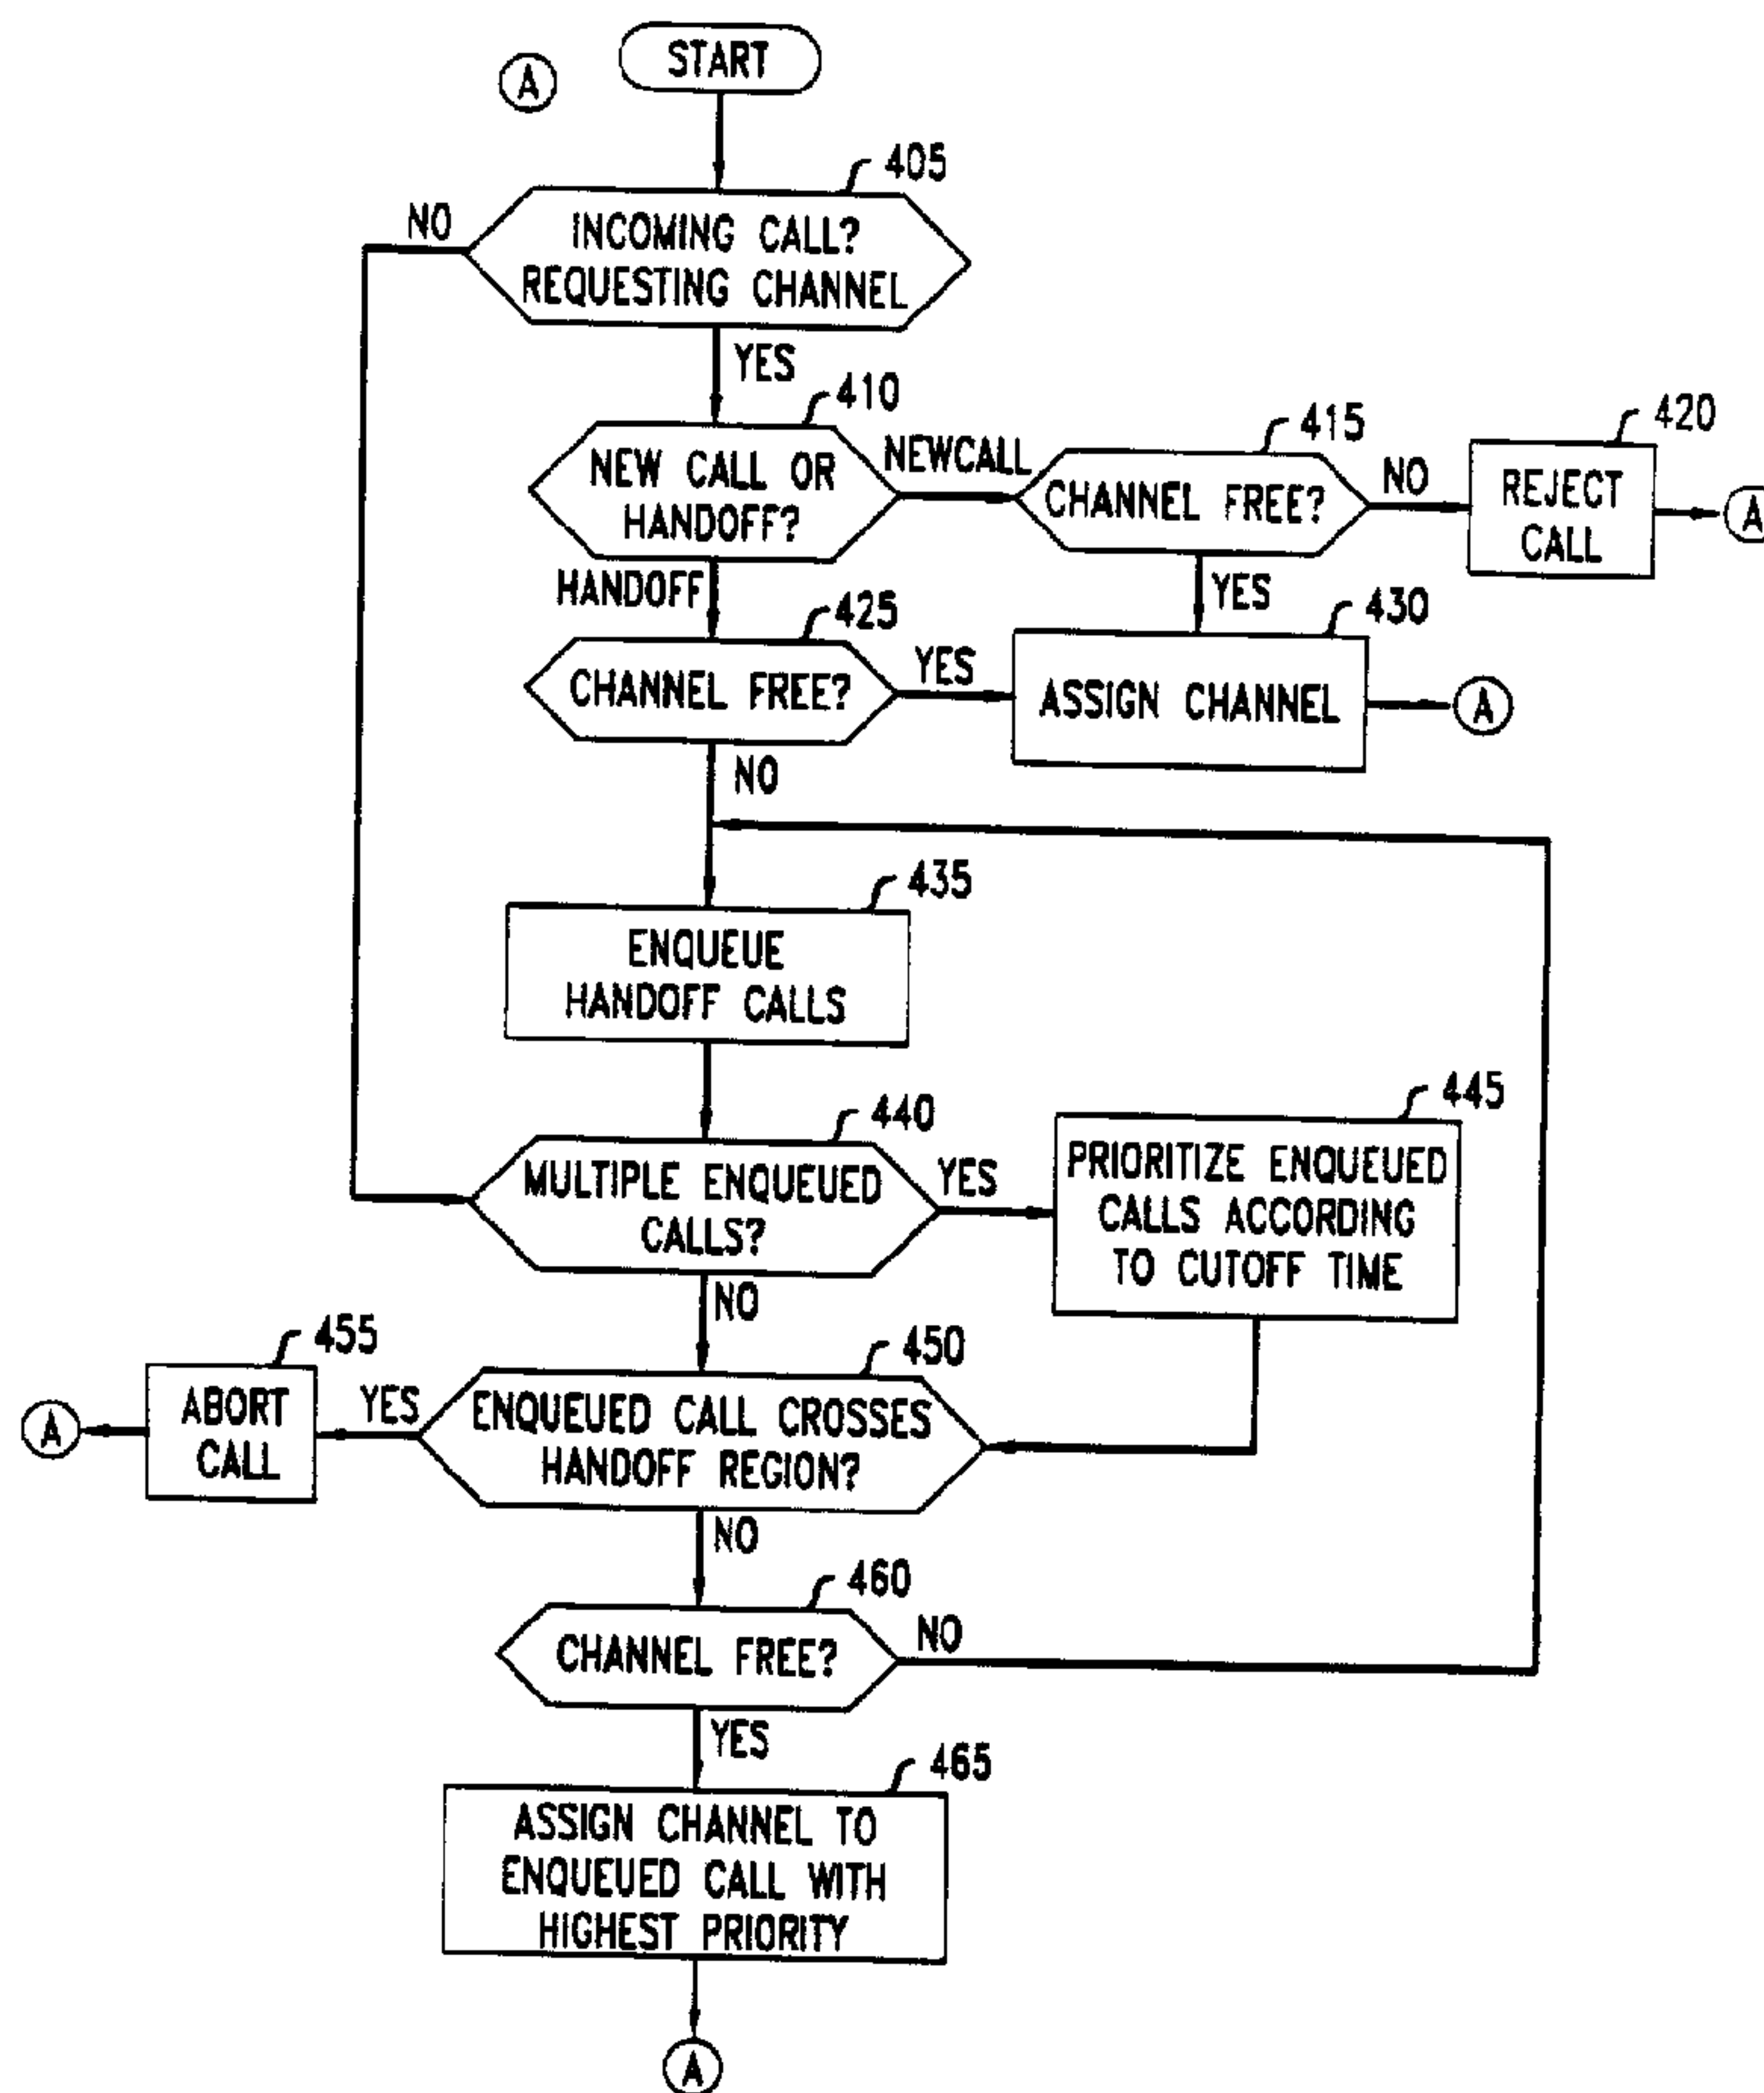 A
START
405
NO
INCOMING CALL?
REQUESTING CHANNEL
YES
410
NEW CALL OR
HANDOFF?
NEWCALL
415
CHANNEL FREE?
NO
420
REJECT
CALL
A
HANDOFF
YES
425
CHANNEL FREE?
YES
430
ASSIGN CHANNEL
A
NO
435
ENQUEUE
HANDOFF CALLS
440
MULTIPLE ENQUEUED
CALLS?
YES
445
PRIORITIZE ENQUEUED
CALLS ACCORDING
TO CUTOFF TIME
NO
455
ABORT
CALL
A
YES
450
ENQUEUED CALL CROSSES
HANDOFF REGION?
NO
460
CHANNEL FREE?
NO
YES
465
ASSIGN CHANNEL TO
ENQUEUED CALL WITH
HIGHEST PRIORITY
A